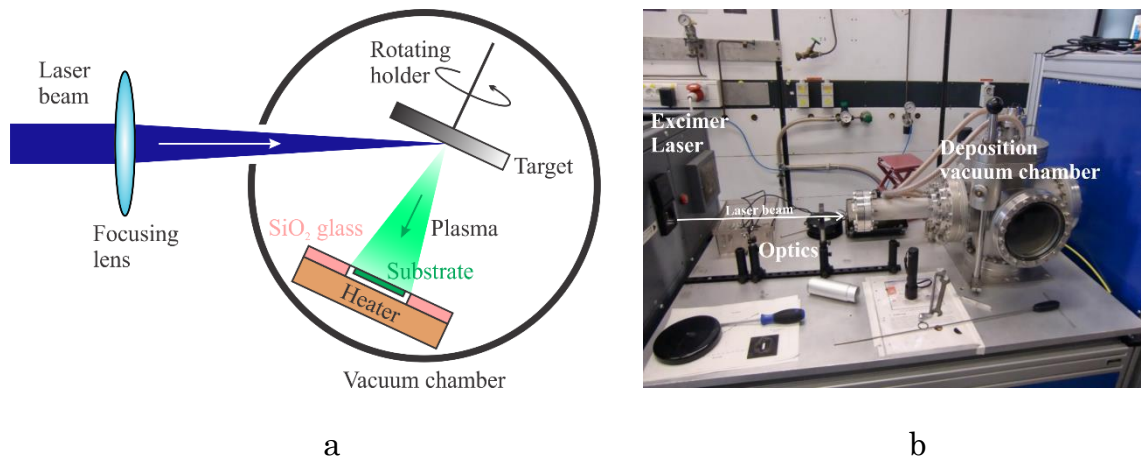 Laser
beam
Focusing
lens
Rotating
holder
Target
Plasma
SiO₂ glass
Substrate
Heater
Vacuum chamber
a
Excimer
Laser
Laser beam
Optics
Deposition
vacuum chamber
b